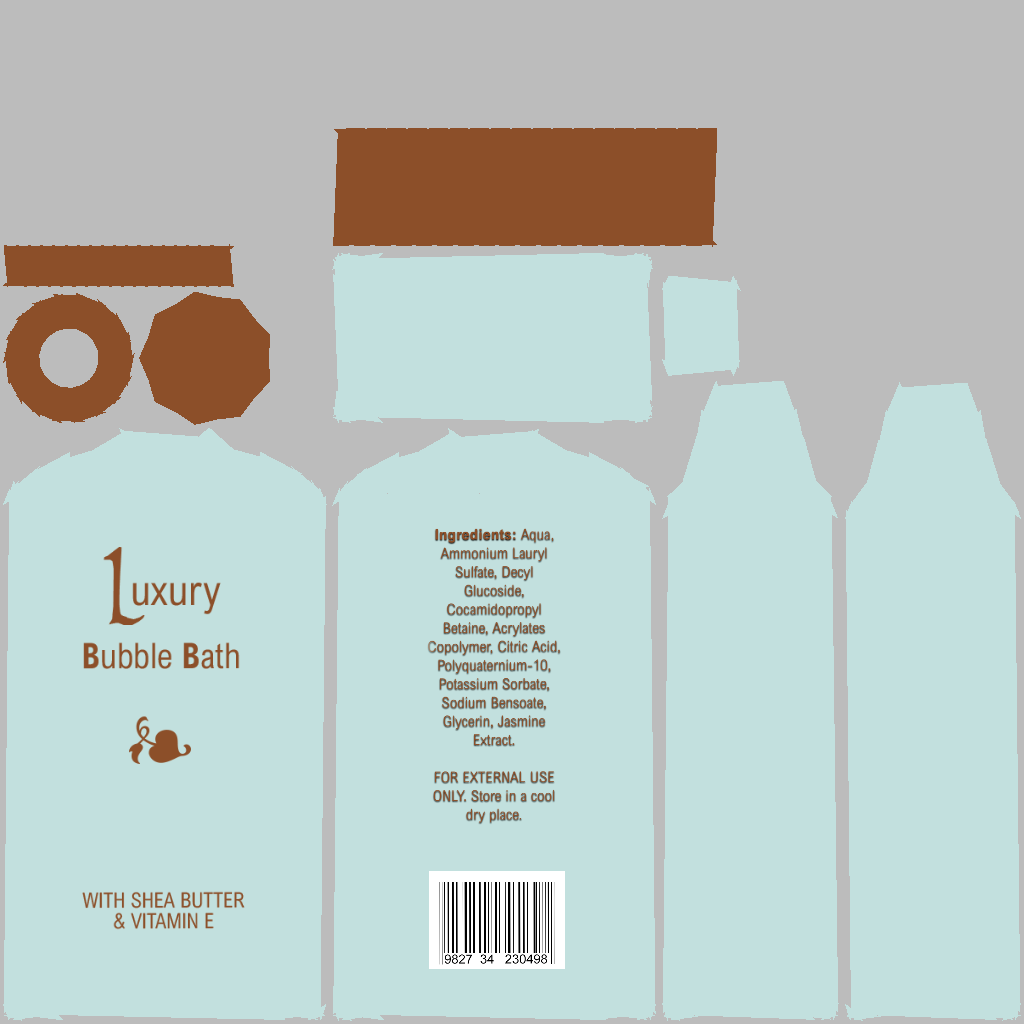 Luxury
Bubble Bath
WITH SHEA BUTTER
& VITAMIN E
Ingredients: Aqua,
Ammonium Lauryl
Sulfate, Decyl
Glucoside,
Cocamidopropyl
Betaine, Acrylates
Copolymer, Citric Acid,
Polyquaternium-10,
Potassium Sorbate,
Sodium Bensoate,
Glycerin, Jasmine
Extract.
FOR EXTERNAL USE
ONLY. Store in a cool
dry place.
9827 34 230498